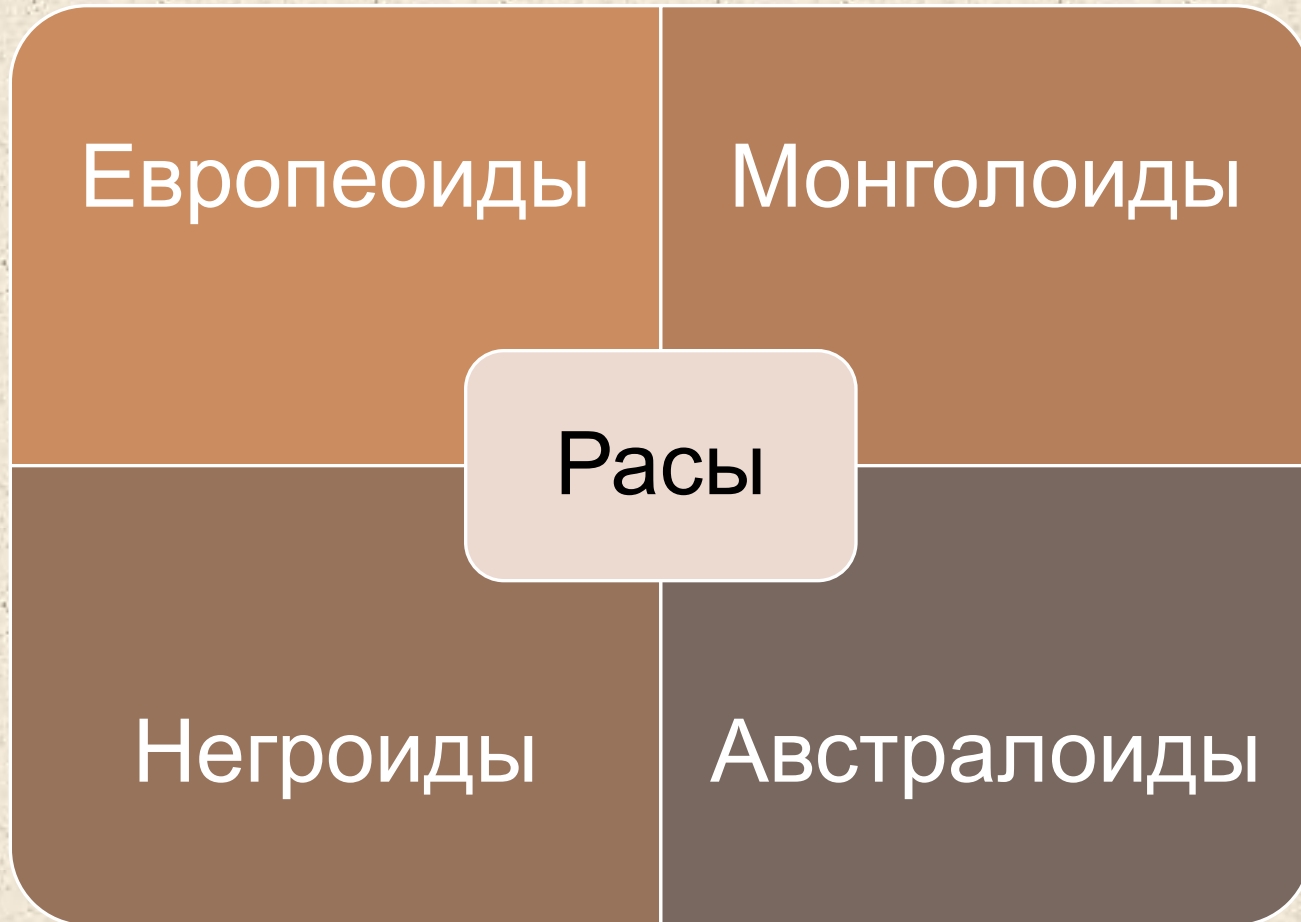 Европеоиды
Монголоиды
Расы
Негроиды
Австралоиды